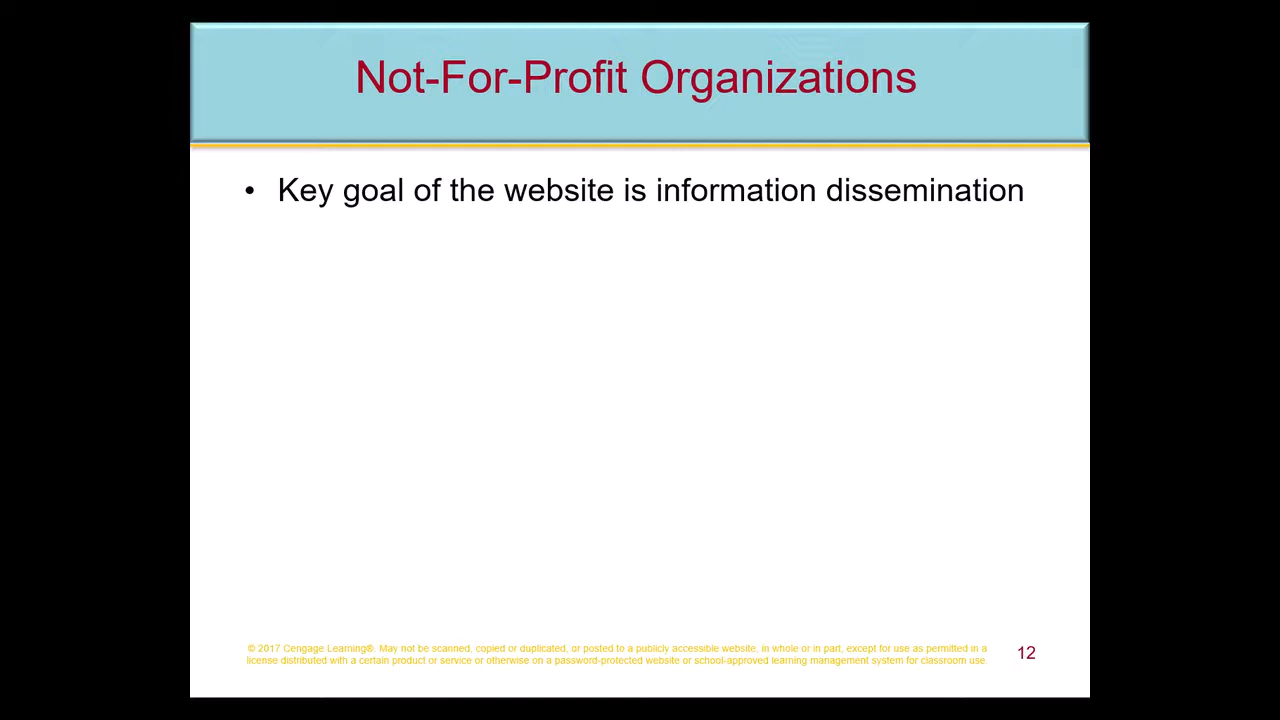 Not-For-Profit Organizations
• Key goal of the website is information dissemination
© 2017 Cengage Learning®. May not be scanned, copied or duplicated, or posted to a publicly accessible website, in whole or in part, except for use as permitted in a
license distributed with a certain product or service or otherwise on a password-protected website or school-approved learning management system for classroom use.
12